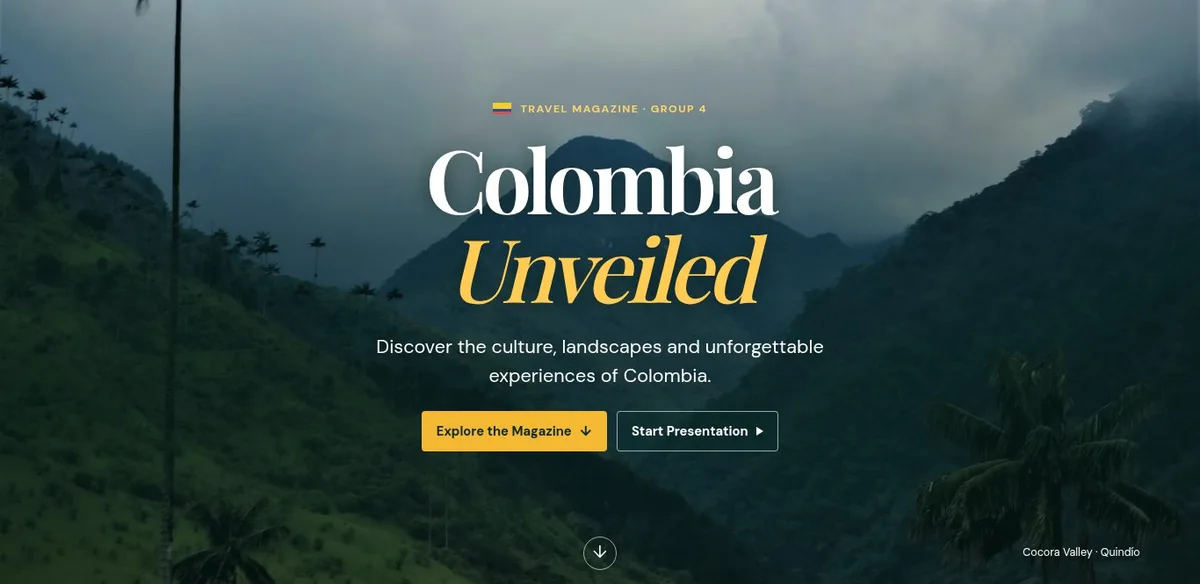 TRAVEL MAGAZINE · GROUP 4
Colombia
Unveiled
Discover the culture, landscapes and unforgettable
experiences of Colombia.
Explore the Magazine ↓
Start Presentation ▶
Cocora Valley · Quindío